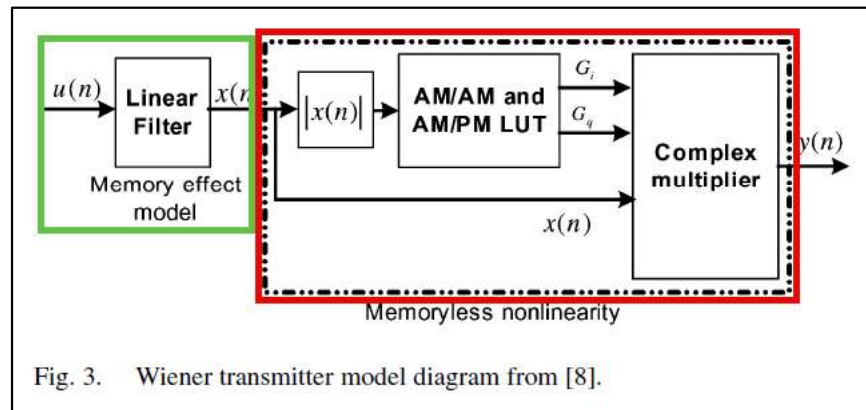 u(n)
Linear
Filter
x(n
Memory effect
model
|x(n)|
AM/AM and
AM/PM LUT
G_i
G_q
x(n)
Complex
multiplier
y(n)
Memoryless nonlinearity
Fig. 3. Wiener transmitter model diagram from [8].